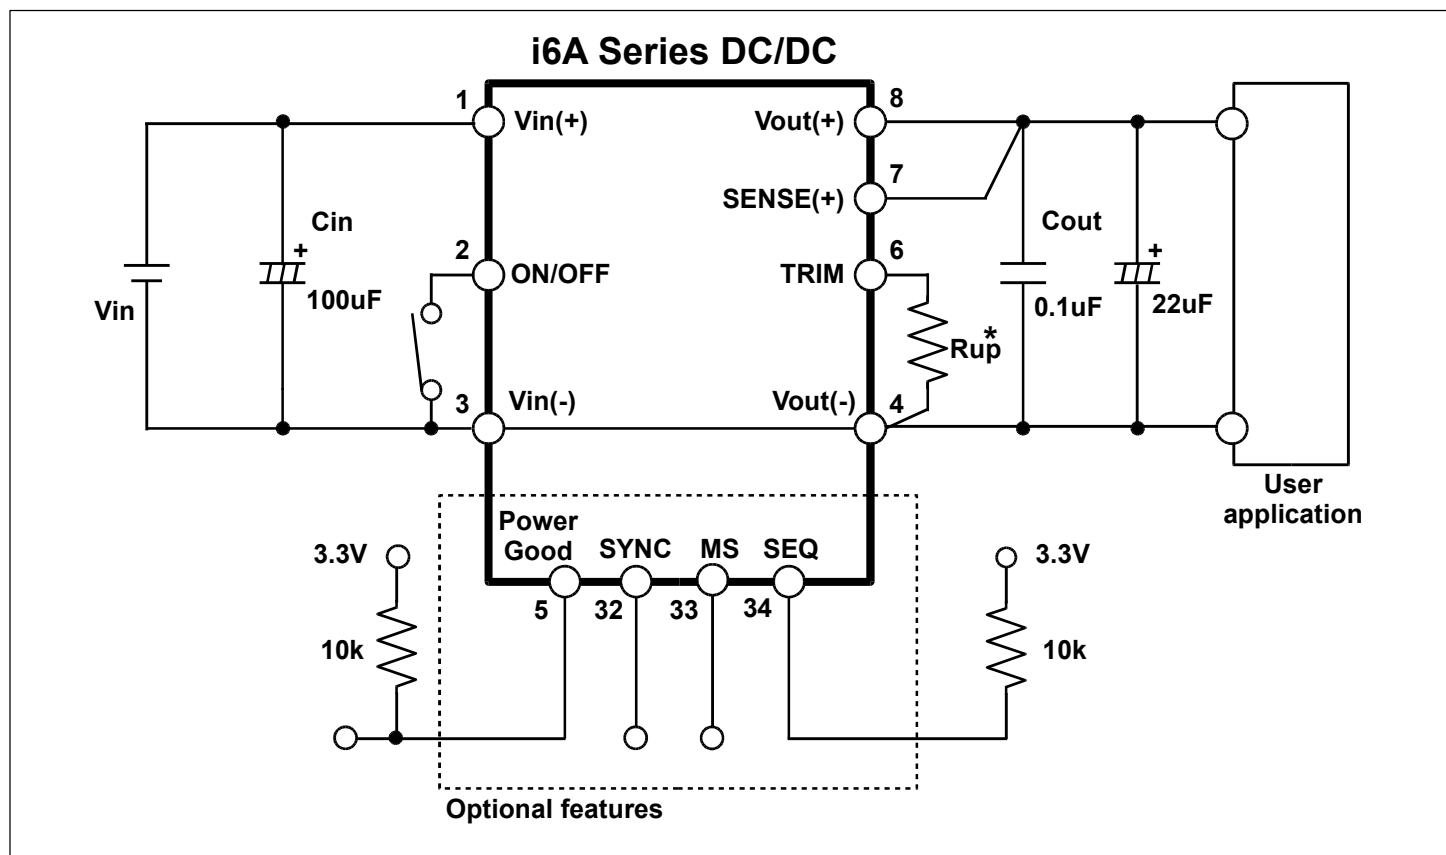 i6A Series DC/DC
1
Vin(+)
Vout(+)
8
7
SENSE(+)
Cin
+
100uF
Vin
2
ON/OFF
TRIM
6
Rup*
Cout
0.1uF
+
22uF
3
Vin(-)
Vout(-)
4
User
application
Power
Good
SYNC
MS
SEQ
5
32
33
34
3.3V
10k
3.3V
10k
Optional features